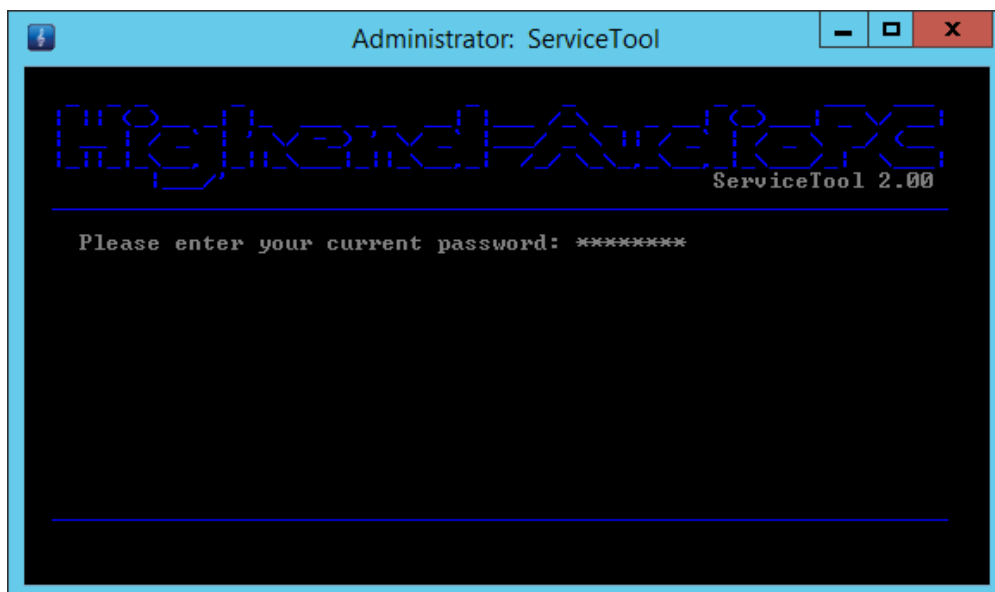 Administrator: ServiceTool
Highend-AudioPC
ServiceTool 2.00
Please enter your current password: ********